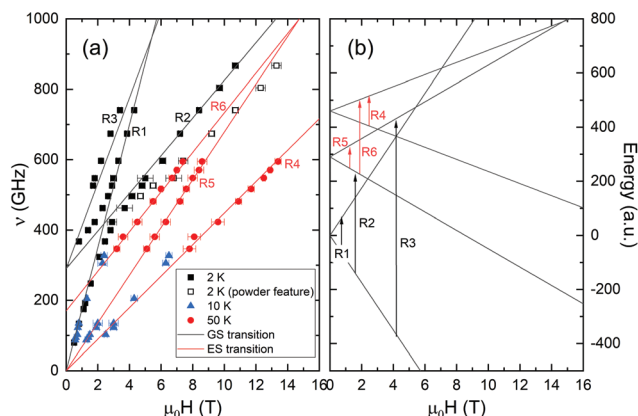 (a)
R3
R1
R2
R6
R5
R4
2 K
2 K (powder feature)
10 K
50 K
GS transition
ES transition
0
200
400
600
800
1000
ν (GHz)
0 2 4 6 8 10 12 14 16
μ₀H (T)
(b)
R4
R5
R6
R1
R2
R3
800
600
400
200
0
-200
-400
-500
Energy (a.u.)
0 2 4 6 8 10 12 14 16
μ₀H (T)